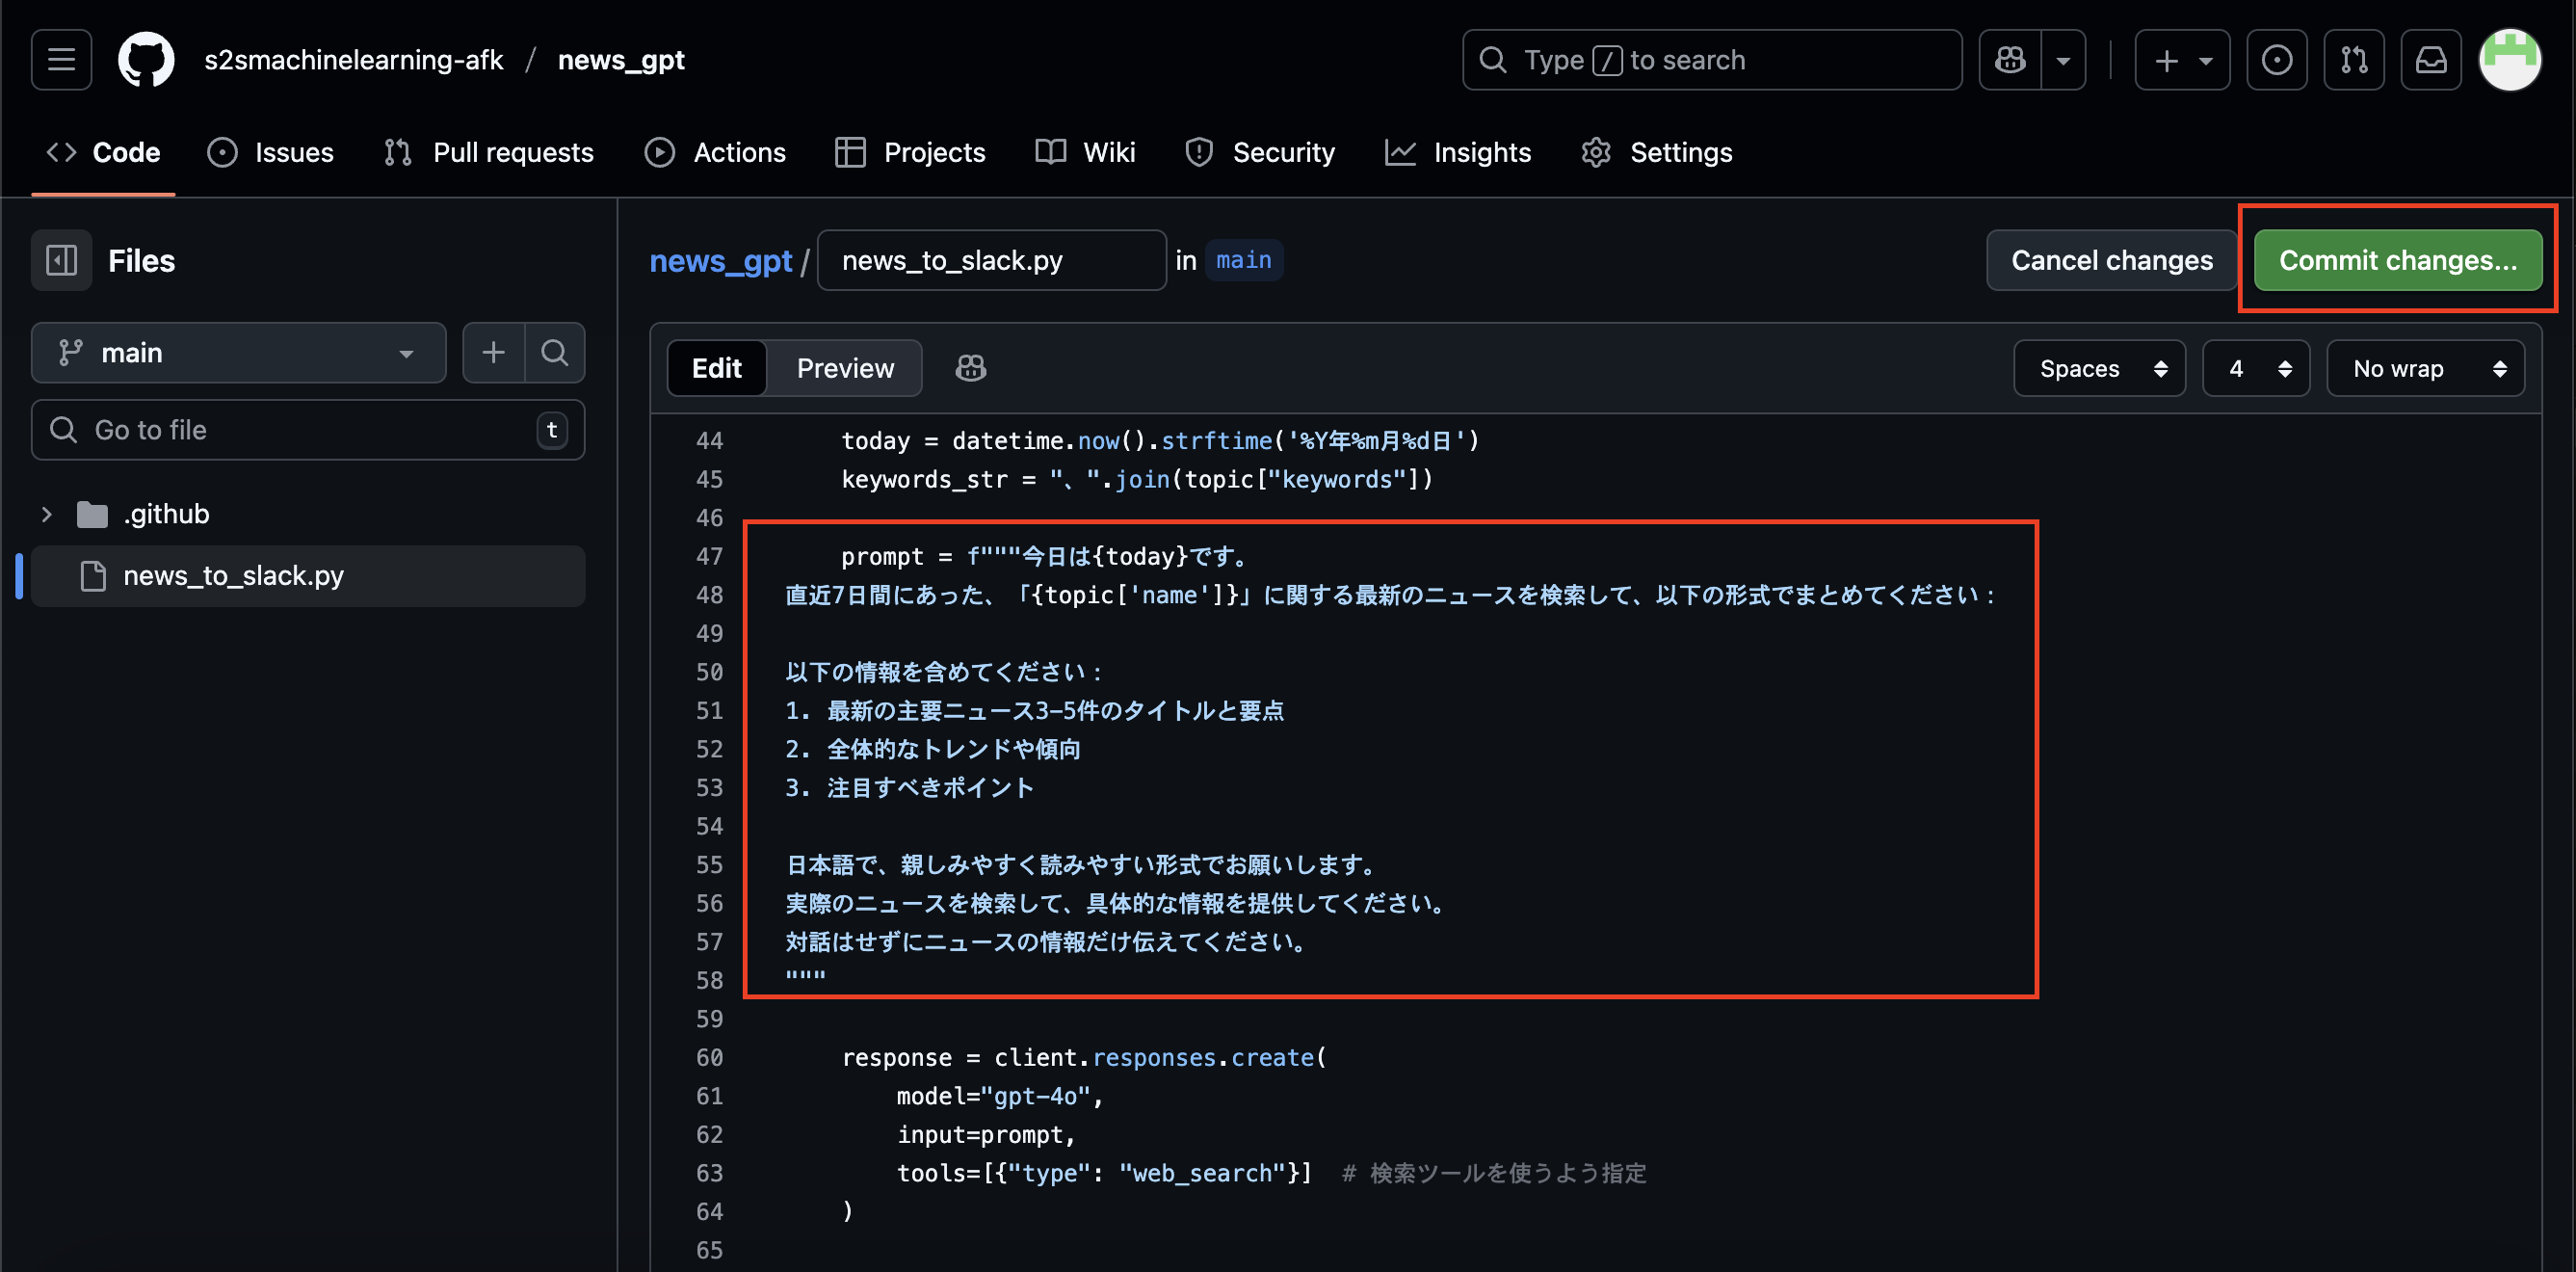 s2smachinelearning-afk / news_gpt
Type / to search
Code Issues Pull requests Actions Projects Wiki Security Insights Settings
Files
news_gpt / news_to_slack.py in main
Cancel changes
Commit changes...
main
Go to file t
.github
news_to_slack.py
Edit Preview
Spaces 4 No wrap
44 today = datetime.now().strftime('%Y年%m月%d日')
45 keywords_str = "、".join(topic["keywords"])
46
47 prompt = f"""今日は{today}です。
48 直近7日間にあった、「{topic['name']}」に関する最新のニュースを検索して、以下の形式でまとめてください：
49
50 以下の情報を含めてください：
51 1. 最新の主要ニュース3-5件のタイトルと要点
52 2. 全体的なトレンドや傾向
53 3. 注目すべきポイント
54
55 日本語で、親しみやすく読みやすい形式でお願いします。
56 実際のニュースを検索して、具体的な情報を提供してください。
57 対話はせずにニュースの情報だけ伝えてください。
58 """
59
60 response = client.responses.create(
61 model="gpt-4o",
62 input=prompt,
63 tools=[{"type": "web_search"}] # 検索ツールを使うよう指定
64 )
65